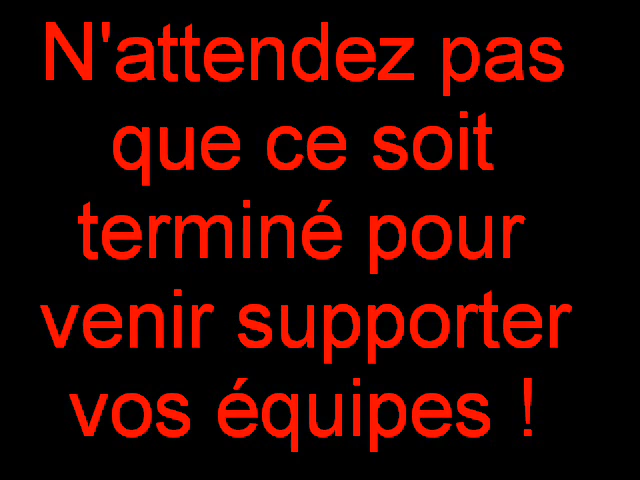 N'attendez pas
que ce soit
terminé pour
venir supporter
vos équipes !